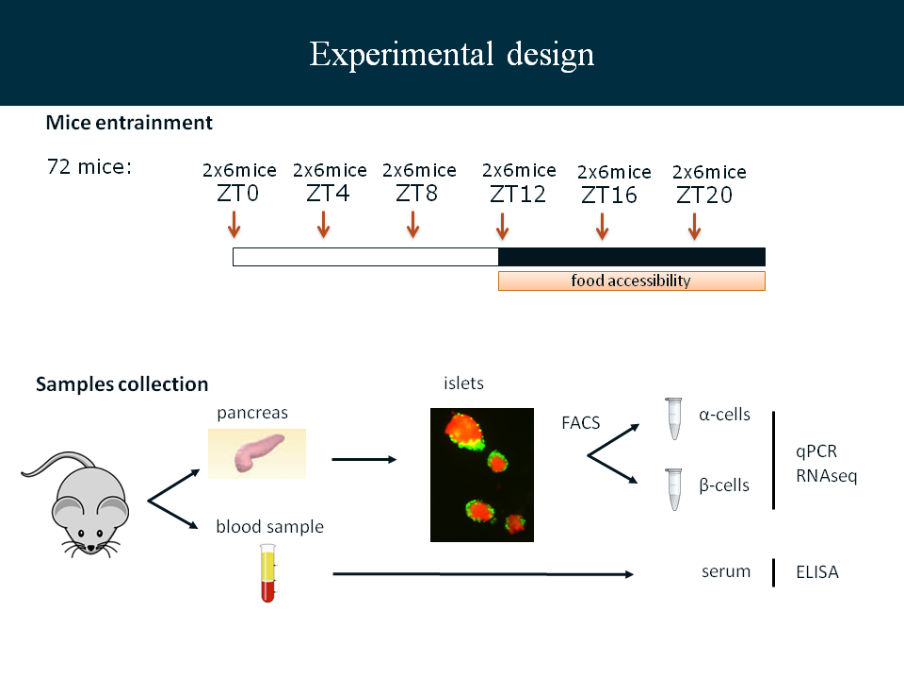 Experimental design
Mice entrainment
72 mice:
2x6mice 2x6mice 2x6mice 2x6mice 2x6mice 2x6mice
ZT0 ZT4 ZT8 ZT12 ZT16 ZT20
food accessibility
Samples collection
islets
pancreas
FACS
α-cells
qPCR
RNAseq
β-cells
blood sample
serum
ELISA